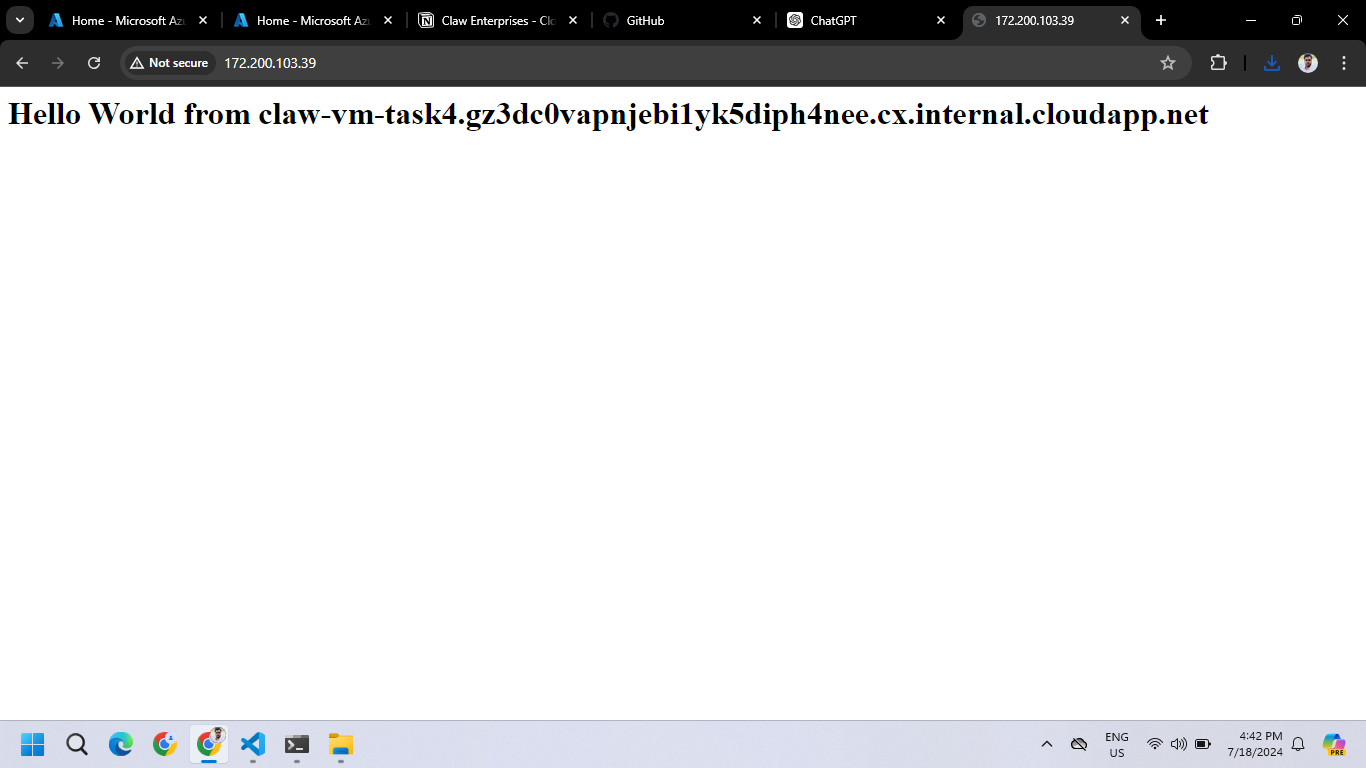 Home - Microsoft Az
Home - Microsoft Az
Claw Enterprises - Clo
GitHub
ChatGPT
172.200.103.39
Not secure
172.200.103.39
Hello World from claw-vm-task4.gz3dc0vapnjebi1yk5diph4nee.cx.internal.cloudapp.net
ENG
US
4:42 PM
7/18/2024
PRE